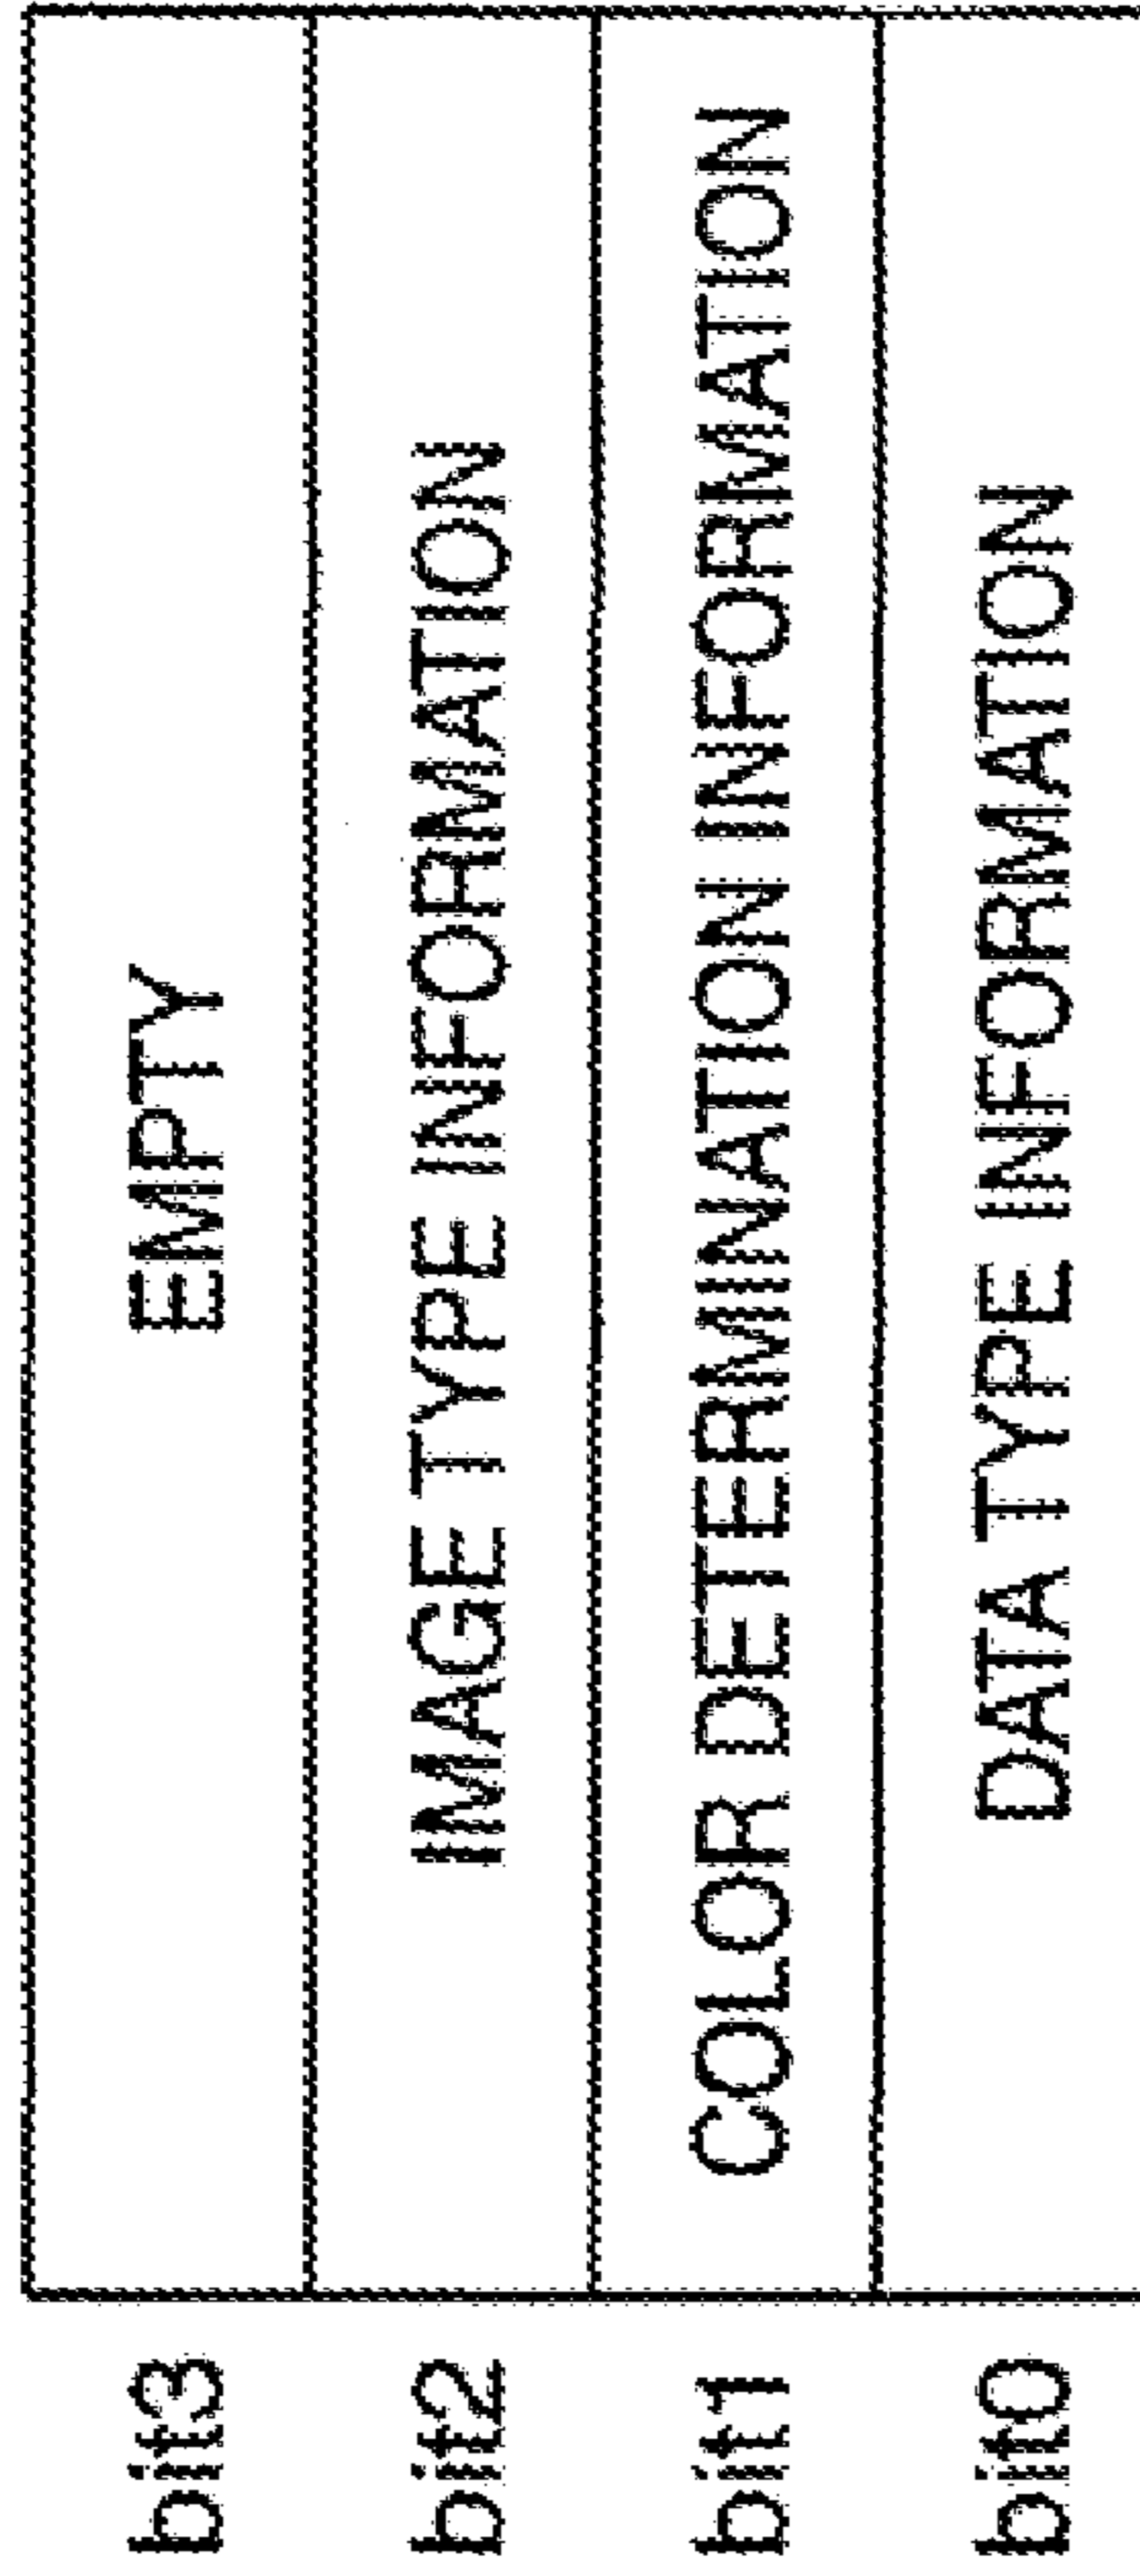 bit3 EMPTY
bit2 IMAGE TYPE INFORMATION
bit1 COLOR DETERMINATION INFORMATION
bit0 DATA TYPE INFORMATION